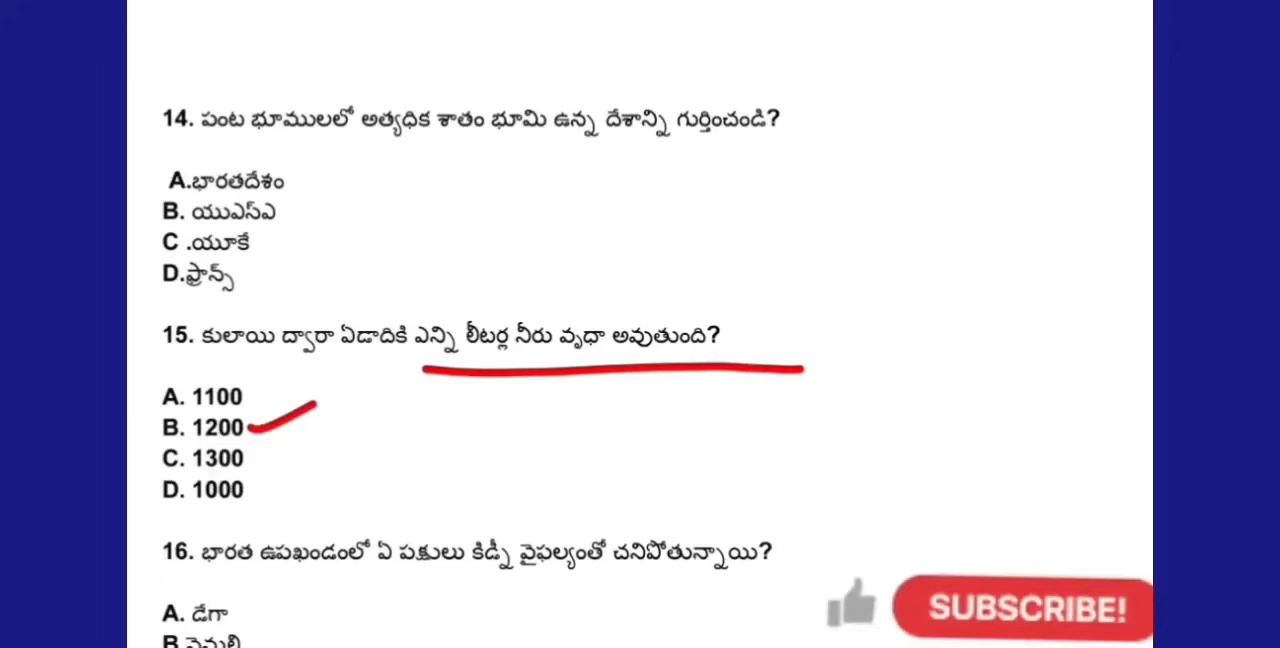 14. పంట భూములలో అత్యధిక శాతం భూమి ఉన్న దేశాన్ని గుర్తించండి?
A.భారతదేశం
B. యుఎస్ఎ
C .యూకే
D.ఫ్రాన్స్
15. కులాయి ద్వారా ఏడాదికి ఎన్ని లీటర్ల నీరు వృధా అవుతుంది?
A. 1100
B. 1200
C. 1300
D. 1000
16. భారత ఉపఖండంలో ఏ పక్షులు కిడ్నీ వైఫల్యంతో చనిపోతున్నాయి?
A. డేగా
SUBSCRIBE!